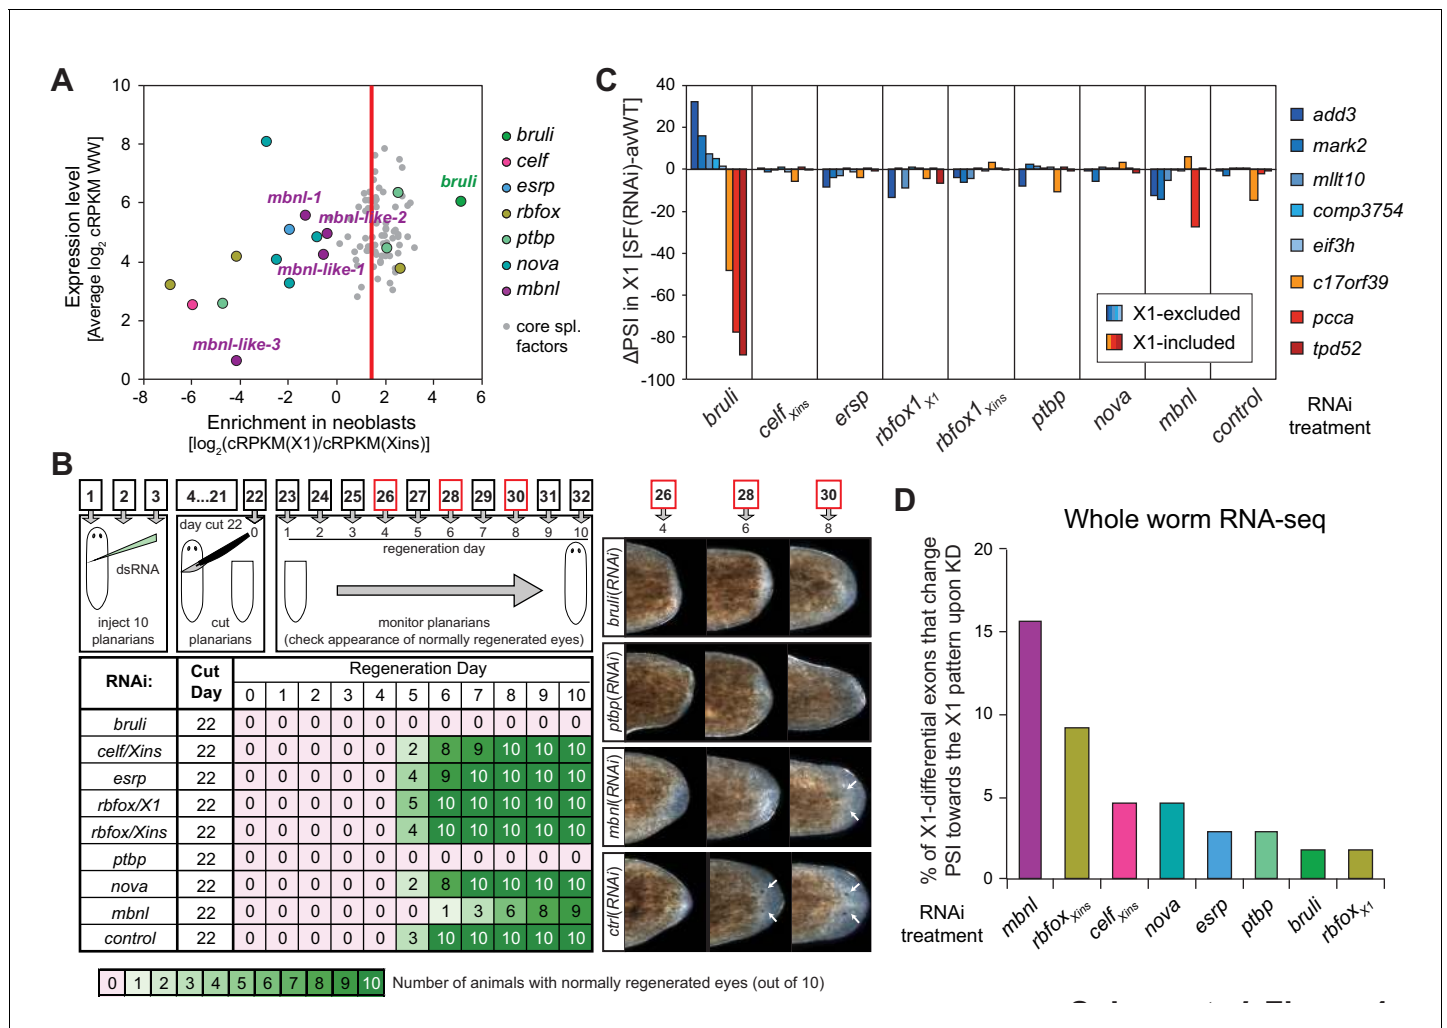 A
10
8
6
4
2
0
-8
-6
-4
-2
0
2
4
6
Expression level
[Average log2 cRPKM WW]
Enrichment in neoblasts
[log2(cRPKM(X1)/cRPKM(Xins)]
bruli
mbnl-1
mbnl-like-2
mbnl-like-1
mbnl-like-3
bruli
celf
esrp
rbfox
ptbp
nova
mbnl
core spl.
factors
C
40
20
0
-20
-40
-60
-80
-100
ΔPSI in X1 [SF(RNAi)-avWT]
X1-excluded
X1-included
bruli
celf Xins
ersp
rbfox1 X1
rbfox1 Xins
ptbp
nova
mbnl
control
RNAi
treatment
add3
mark2
mllt10
comp3754
eif3h
c17orf39
pcca
tpd52
B
1 2 3 4...21 22 23 24 25 26 27 28 29 30 31 32
day cut 22
0 1 2 3 4 5 6 7 8 9 10
regeneration day
dsRNA
inject 10
planarians
cut
planarians
monitor planarians
(check appearance of normally regenerated eyes)
RNAi: Cut Day Regeneration Day
0 1 2 3 4 5 6 7 8 9 10
bruli 22 0 0 0 0 0 0 0 0 0 0 0
celf/Xins 22 0 0 0 0 0 2 8 9 10 10 10
esrp 22 0 0 0 0 0 4 9 10 10 10 10
rbfox/X1 22 0 0 0 0 0 5 10 10 10 10 10
rbfox/Xins 22 0 0 0 0 0 4 10 10 10 10 10
ptbp 22 0 0 0 0 0 0 0 0 0 0 0
nova 22 0 0 0 0 0 2 8 10 10 10 10
mbnl 22 0 0 0 0 0 0 1 3 6 8 9
control 22 0 0 0 0 0 3 10 10 10 10 10
0 1 2 3 4 5 6 7 8 9 10
Number of animals with normally regenerated eyes (out of 10)
26 28 30
4 6 8
bruli(RNAi)
ptbp(RNAi)
mbnl(RNAi)
ctrl(RNAi)
D
Whole worm RNA-seq
20
15
10
5
0
% of X1-differential exons that change
PSI towards the X1 pattern upon KD
RNAi
treatment
mbnl
rbfox Xins
celf Xins
nova
esrp
ptbp
bruli
rbfox X1